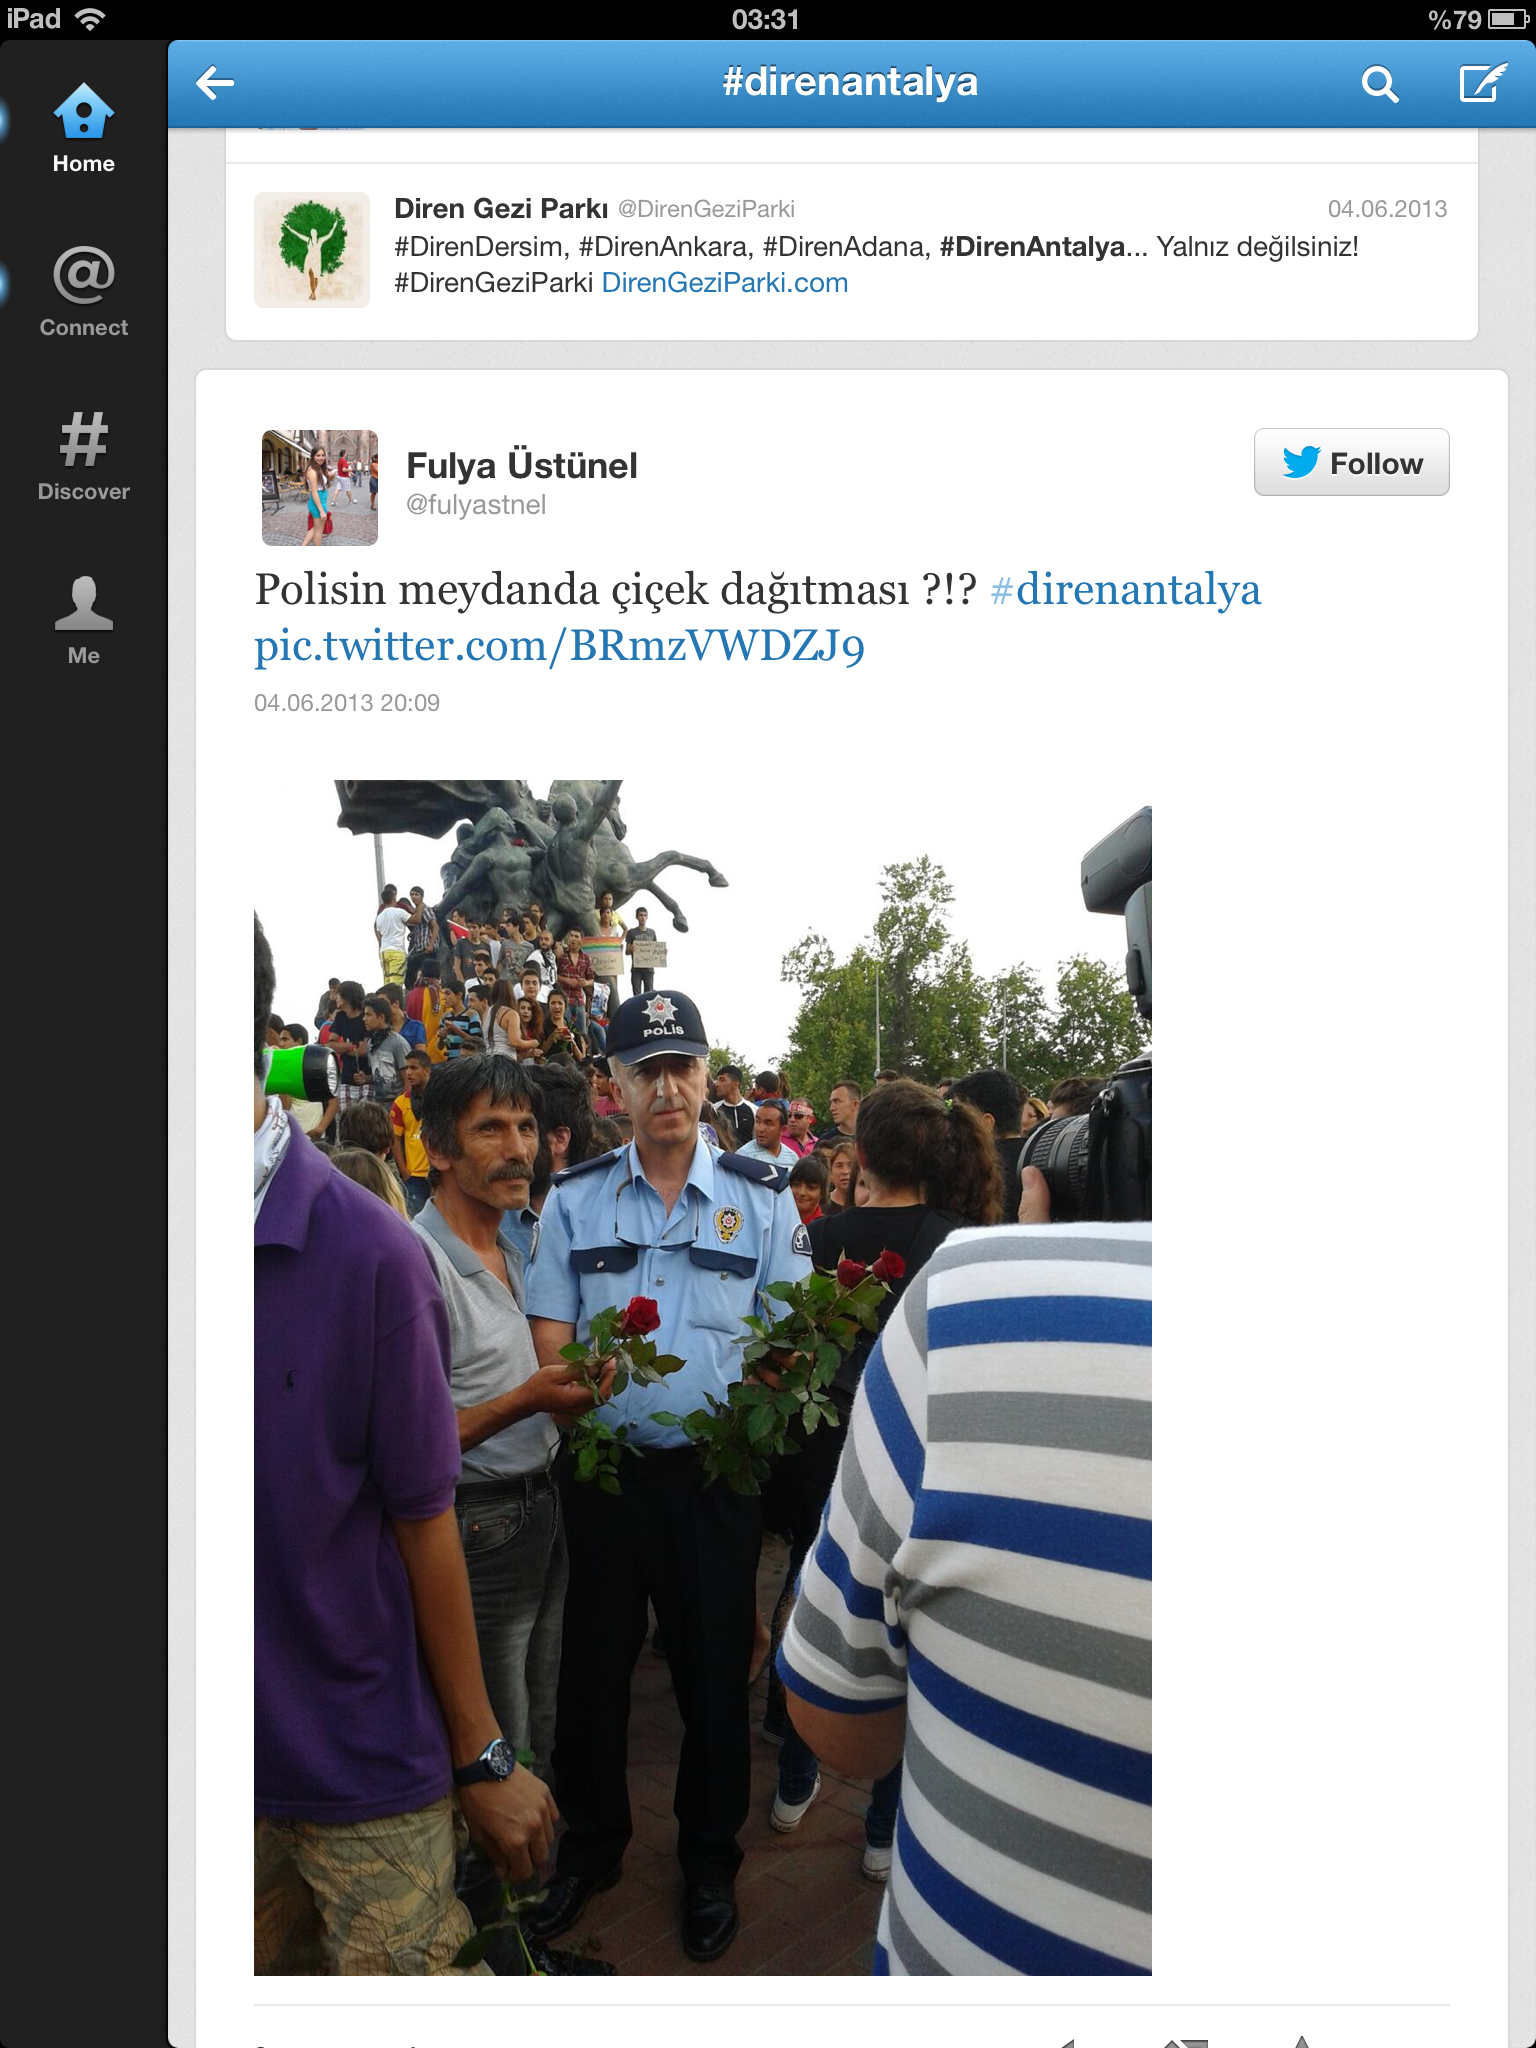 iPad 03:31 %79
#direnantalya
Home
Connect
Discover
Me
Diren Gezi Parkı @DirenGeziParki 04.06.2013
#DirenDersim, #DirenAnkara, #DirenAdana, #DirenAntalya... Yalnız değilsiniz!
#DirenGeziParki DirenGeziParki.com
Fulya Üstünel
@fulyastnel
Follow
Polisin meydanda çiçek dağıtması ?!? #direnantalya
pic.twitter.com/BRmzVWDZJ9
04.06.2013 20:09
POLİS